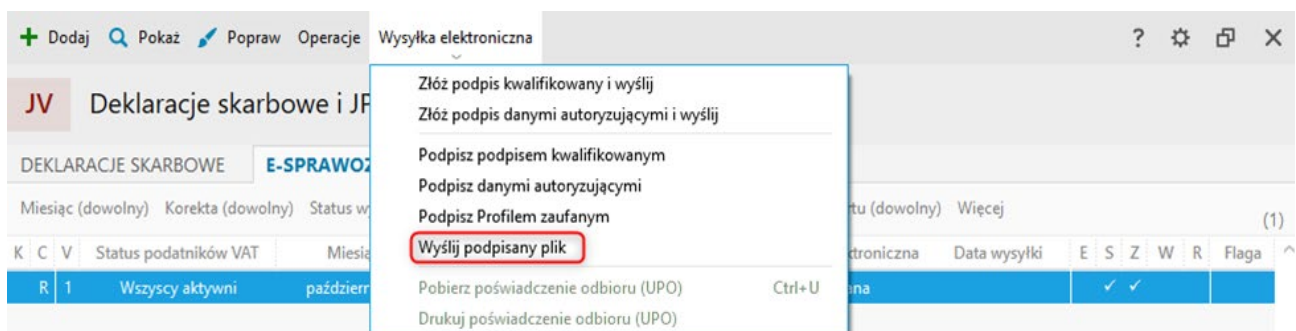 Dodaj Pokaż Popraw Operacje Wysyłka elektroniczna ?
Złóż podpis kwalifikowany i wyślij
JV Deklaracje skarbowe i JP
Złóż podpis danymi autoryzującymi i wyślij
Podpisz podpisem kwalifikowanym
DEKLARACJE SKARBOWE E-SPRAWOZ
Podpisz danymi autoryzującymi
Miesiąc (dowolny) Korekta (dowolny) Status w
Podpisz Profilem zaufanym
rtu (dowolny) Więcej
(1)
Wyślij podpisany plik
K C V Status podatników VAT Miesią
ktroniczna Data wysyłki E S Z W R Flaga
R 1 Wszyscy aktywni październ
Pobierz poświadczenie odbioru (UPO) Ctrl+U
ana
Drukuj poświadczenie odbioru (UPO)